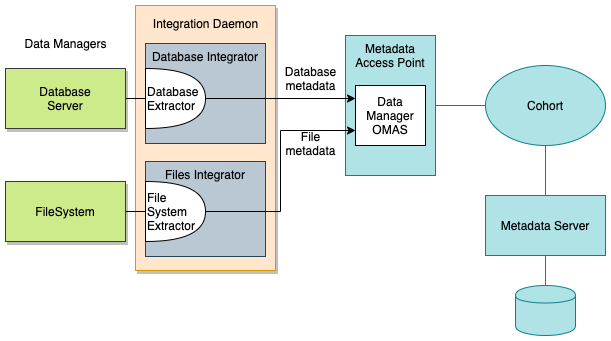 Integration Daemon
Data Managers
Database Integrator
Database
Server
Database
Extractor
Database
metadata
Metadata
Access Point
Data
Manager
OMAS
Cohort
File
metadata
Files Integrator
FileSystem
File
System
Extractor
Metadata Server